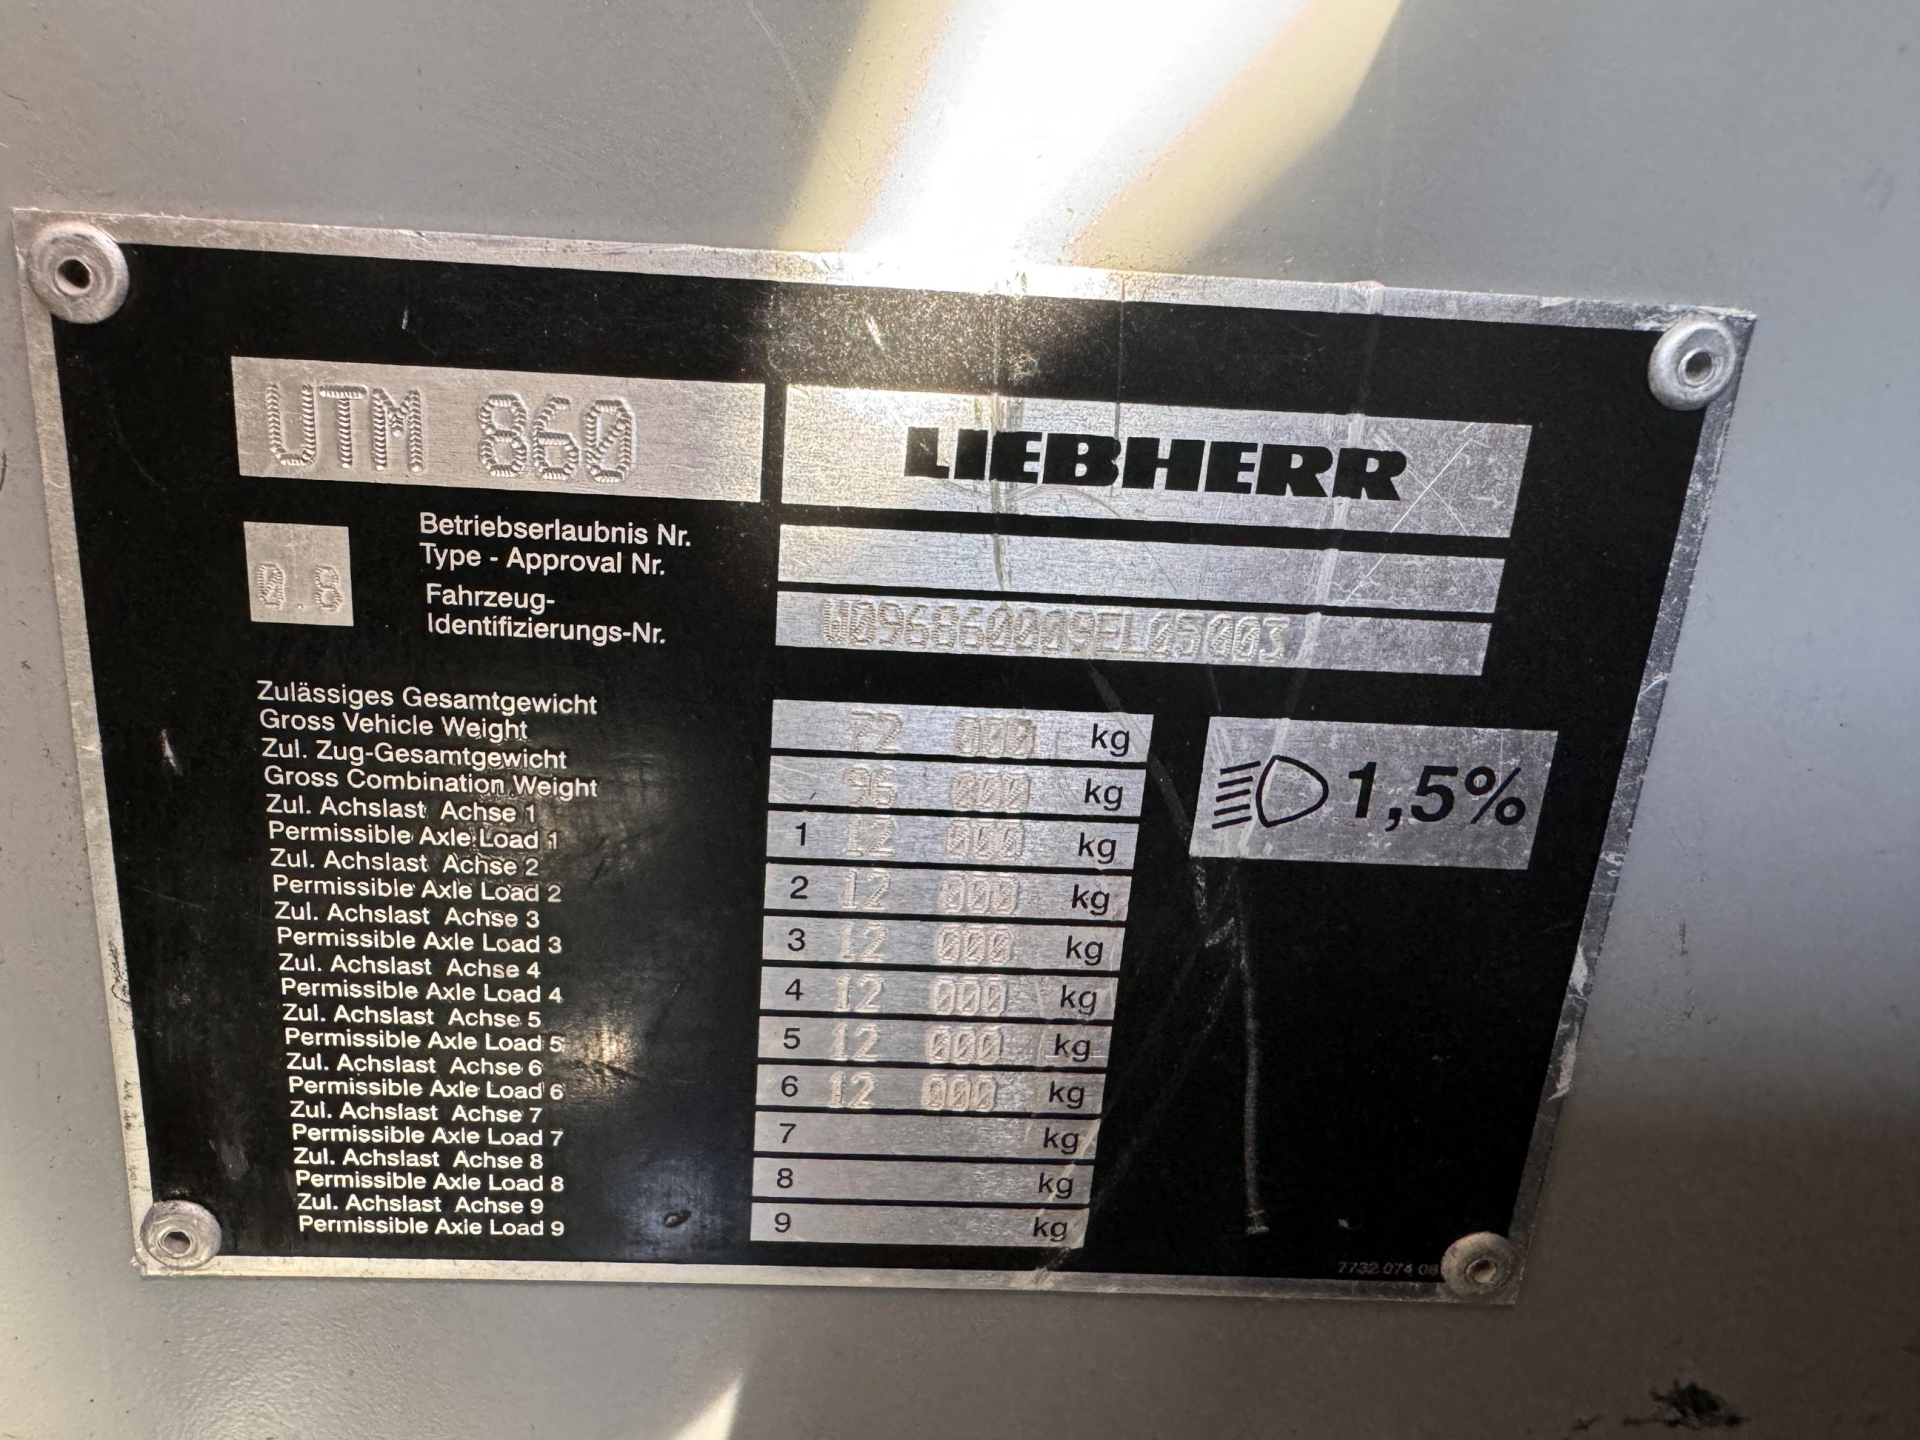 UTM 860
LIEBHERR
0.8
Betriebserlaubnis Nr.
Type - Approval Nr.
Fahrzeug-
Identifizierungs-Nr.
W096860009EL05003
Zulässiges Gesamtgewicht
Gross Vehicle Weight
72 000 kg
Zul. Zug-Gesamtgewicht
Gross Combination Weight
96 000 kg
1,5%
Zul. Achslast Achse 1
Permissible Axle Load 1
1 12 000 kg
Zul. Achslast Achse 2
Permissible Axle Load 2
2 12 000 kg
Zul. Achslast Achse 3
Permissible Axle Load 3
3 12 000 kg
Zul. Achslast Achse 4
Permissible Axle Load 4
4 12 000 kg
Zul. Achslast Achse 5
Permissible Axle Load 5
5 12 000 kg
Zul. Achslast Achse 6
Permissible Axle Load 6
6 12 000 kg
Zul. Achslast Achse 7
Permissible Axle Load 7
7 kg
Zul. Achslast Achse 8
Permissible Axle Load 8
8 kg
Zul. Achslast Achse 9
Permissible Axle Load 9
9 kg
7732 074 08